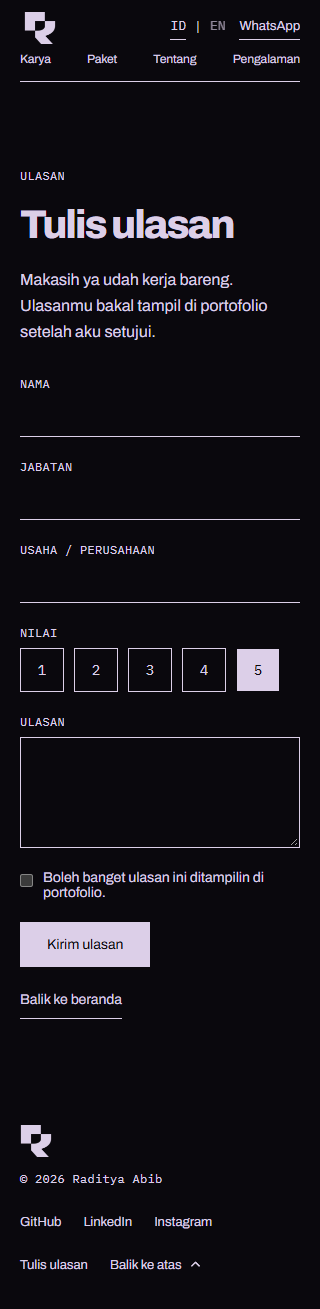 ID | EN WhatsApp
Karya Paket Tentang Pengalaman
ULASAN
Tulis ulasan
Makasih ya udah kerja bareng.
Ulasanmu bakal tampil di portofolio
setelah aku setujui.
NAMA
JABATAN
USAHA / PERUSAHAAN
NILAI
1 2 3 4 5
ULASAN
Boleh banget ulasan ini ditampilin di
portofolio.
Kirim ulasan
Balik ke beranda
© 2026 Raditya Abib
GitHub LinkedIn Instagram
Tulis ulasan Balik ke atas